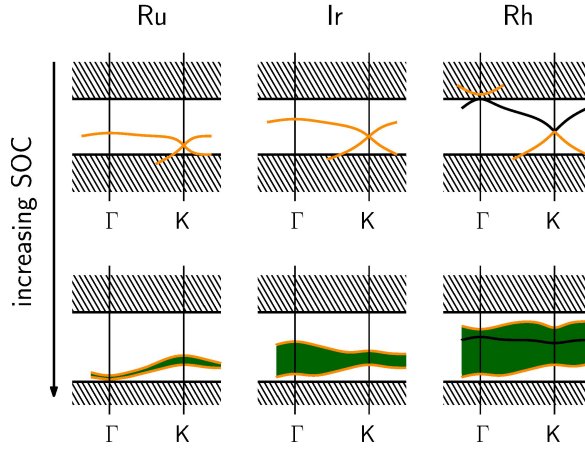 Ru Ir Rh
increasing SOC
Γ K Γ K Γ K
Γ K Γ K Γ K